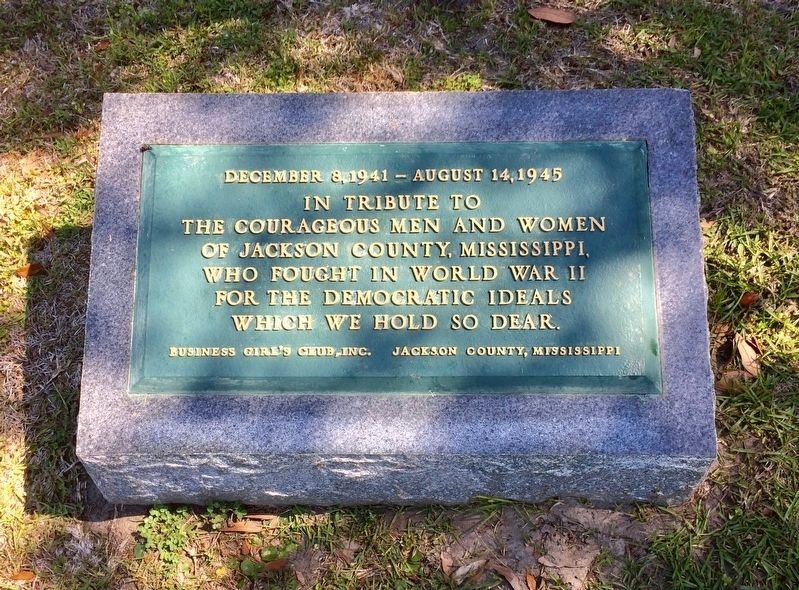 DECEMBER 8, 1941 – AUGUST 14, 1945
IN TRIBUTE TO
THE COURAGEOUS MEN AND WOMEN
OF JACKSON COUNTY, MISSISSIPPI,
WHO FOUGHT IN WORLD WAR II
FOR THE DEMOCRATIC IDEALS
WHICH WE HOLD SO DEAR.
BUSINESS GIRL'S CLUB, INC. JACKSON COUNTY, MISSISSIPPI